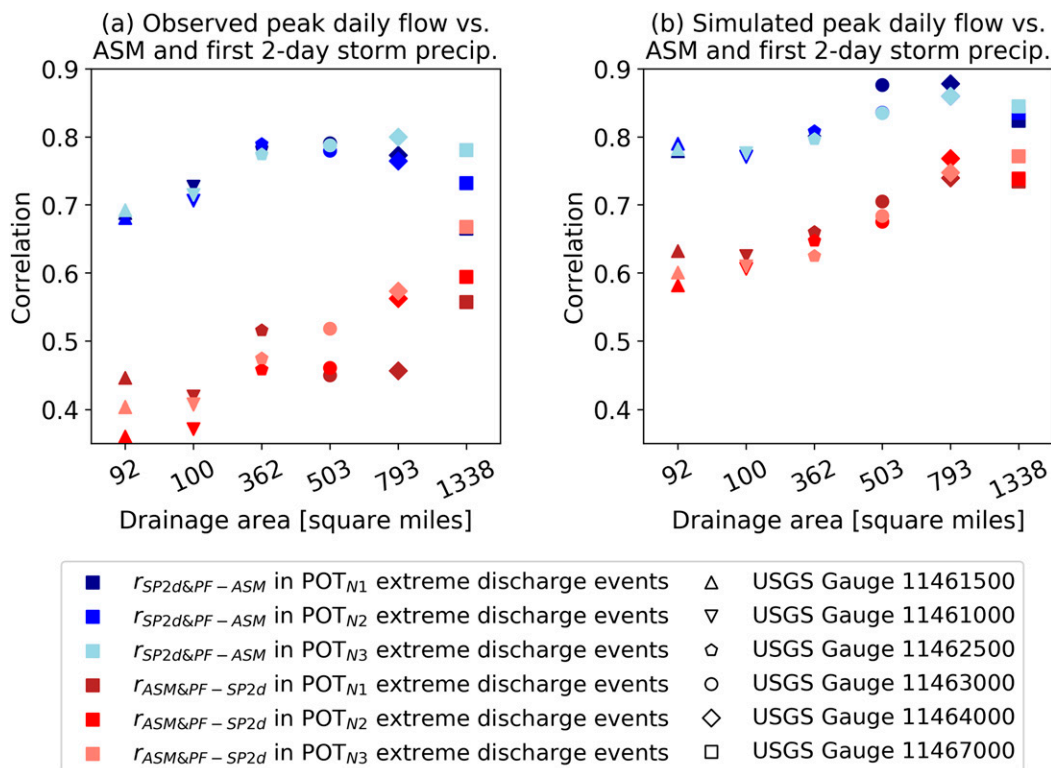 (a) Observed peak daily flow vs.
ASM and first 2-day storm precip.
(b) Simulated peak daily flow vs.
ASM and first 2-day storm precip.
Correlation
0.9
0.8
0.7
0.6
0.5
0.4
92
100
362
503
793
1338
Drainage area [square miles]
Correlation
0.9
0.8
0.7
0.6
0.5
0.4
92
100
362
503
793
1338
Drainage area [square miles]
r_{SP2d&PF−ASM} in POT_{N1} extreme discharge events
r_{SP2d&PF−ASM} in POT_{N2} extreme discharge events
r_{SP2d&PF−ASM} in POT_{N3} extreme discharge events
r_{ASM&PF−SP2d} in POT_{N1} extreme discharge events
r_{ASM&PF−SP2d} in POT_{N2} extreme discharge events
r_{ASM&PF−SP2d} in POT_{N3} extreme discharge events
USGS Gauge 11461500
USGS Gauge 11461000
USGS Gauge 11462500
USGS Gauge 11463000
USGS Gauge 11464000
USGS Gauge 11467000